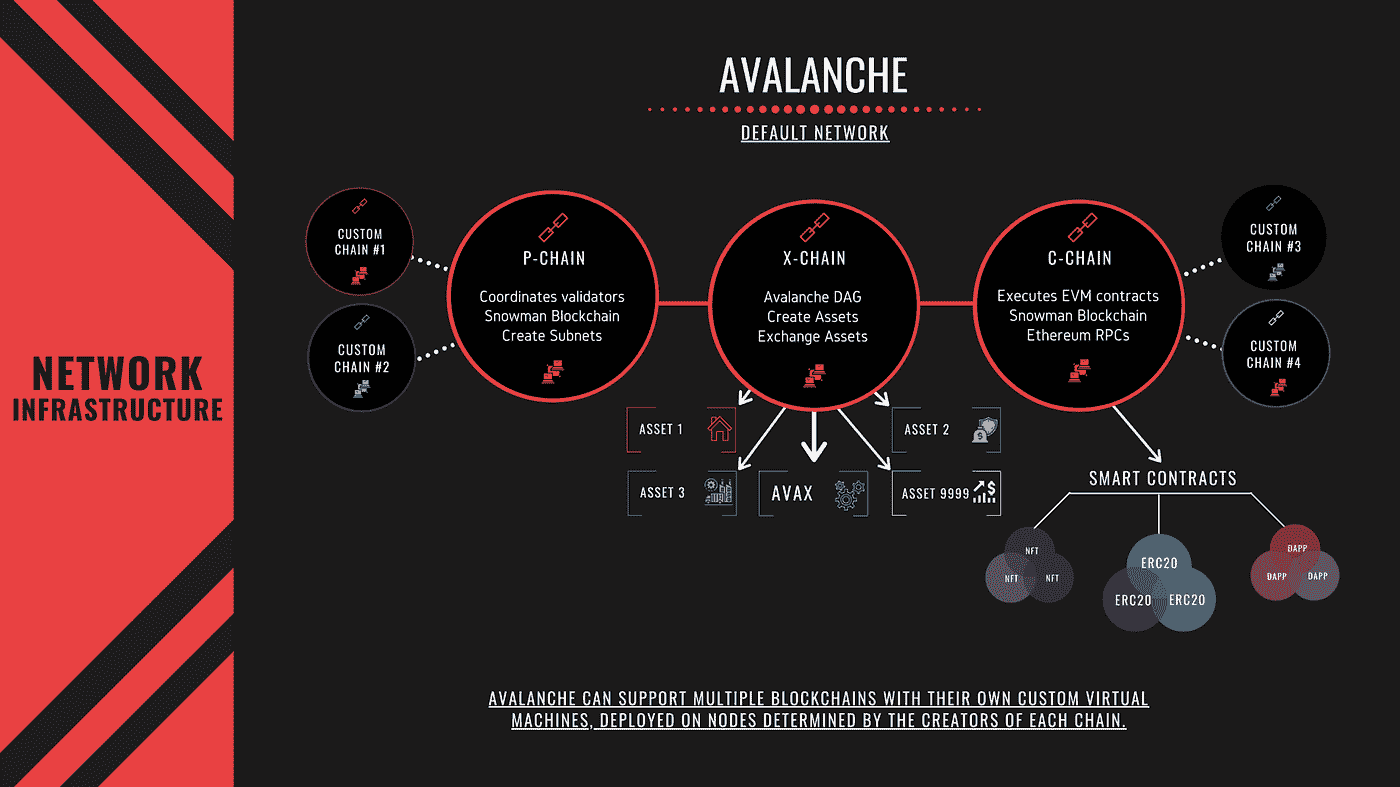 NETWORK
INFRASTRUCTURE
AVALANCHE
DEFAULT NETWORK
CUSTOM
CHAIN #1
CUSTOM
CHAIN #2
P-CHAIN
Coordinates validators
Snowman Blockchain
Create Subnets
X-CHAIN
Avalanche DAG
Create Assets
Exchange Assets
C-CHAIN
Executes EVM contracts
Snowman Blockchain
Ethereum RPCs
CUSTOM
CHAIN #3
CUSTOM
CHAIN #4
ASSET 1
ASSET 2
ASSET 3
AVAX
ASSET 9999
SMART CONTRACTS
NFT
NFT
NFT
ERC20
ERC20
ERC20
DAPP
DAPP
DAPP
AVALANCHE CAN SUPPORT MULTIPLE BLOCKCHAINS WITH THEIR OWN CUSTOM VIRTUAL
MACHINES, DEPLOYED ON NODES DETERMINED BY THE CREATORS OF EACH CHAIN.